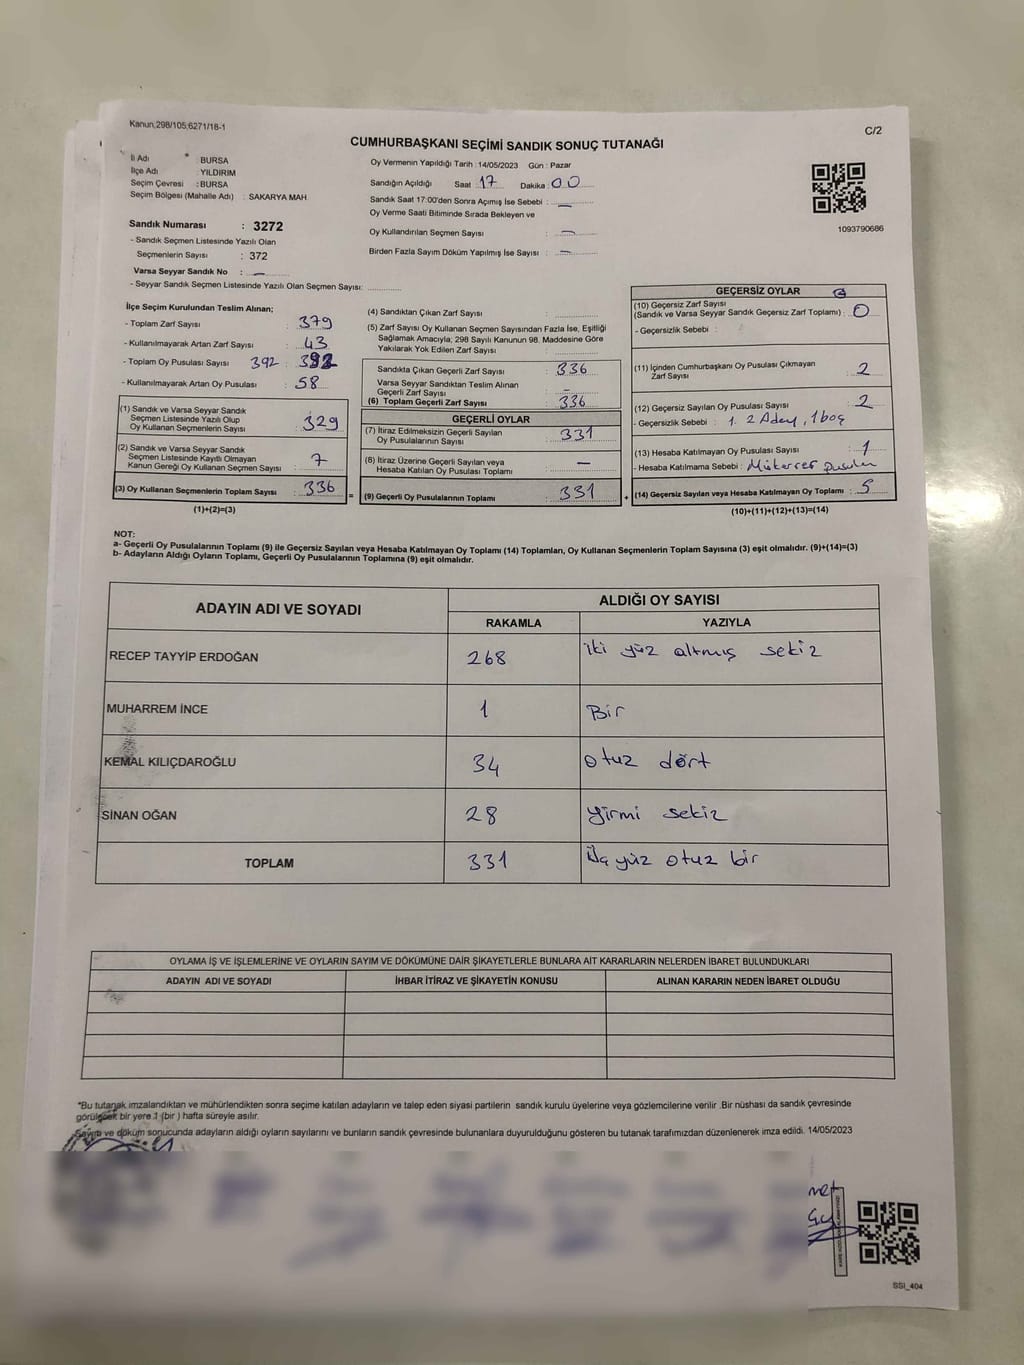 Kanun,298/105;6271/18-1
C/2
CUMHURBAŞKANI SEÇİMİ SANDIK SONUÇ TUTANAĞI
İl Adı : BURSA
İlçe Adı : YILDIRIM
Seçim Çevresi : BURSA
Seçim Bölgesi (Mahalle Adı) : SAKARYA MAH.
Sandık Numarası : 3272
- Sandık Seçmen Listesinde Yazılı Olan
Seçmenlerin Sayısı : 372
Varsa Seyyar Sandık No : —
- Seyyar Sandık Seçmen Listesinde Yazılı Olan Seçmen Sayısı:
Oy Vermenin Yapıldığı Tarih : 14/05/2023 Gün : Pazar
Sandığın Açıldığı Saat 17 Dakika : 00
Sandık Saat 17:00'den Sonra Açımış İse Sebebi : —
Oy Verme Saati Bitiminde Sırada Bekleyen ve
Oy Kullandırılan Seçmen Sayısı : —
Birden Fazla Sayım Döküm Yapılmış İse Sayısı : —
1093790686
İlçe Seçim Kurulundan Teslim Alınan;
- Toplam Zarf Sayısı : 379
- Kullanılmayarak Artan Zarf Sayısı : 43
- Toplam Oy Pusulası Sayısı 392 : 392
- Kullanılmayarak Artan Oy Pusulası : 58
(1) Sandık ve Varsa Seyyar Sandık
Seçmen Listesinde Yazılı Olup
Oy Kullanan Seçmenlerin Sayısı : 329
(2) Sandık ve Varsa Seyyar Sandık
Seçmen Listesinde Kayıtlı Olmayan
Kanun Gereği Oy Kullanan Seçmen Sayısı : 7
(3) Oy Kullanan Seçmenlerin Toplam Sayısı : 336 =
(1)+(2)=(3)
(4) Sandıktan Çıkan Zarf Sayısı :
(5) Zarf Sayısı Oy Kullanan Seçmen Sayısından Fazla İse, Eşitliği
Sağlamak Amacıyla; 298 Sayılı Kanunun 98. Maddesine Göre
Yakılarak Yok Edilen Zarf Sayısı :
Sandıkta Çıkan Geçerli Zarf Sayısı : 336
Varsa Seyyar Sandıktan Teslim Alınan
Geçerli Zarf Sayısı : —
(6) Toplam Geçerli Zarf Sayısı : 336
GEÇERLİ OYLAR
(7) İtiraz Edilmeksizin Geçerli Sayılan
Oy Pusulalarının Sayısı : 331
(8) İtiraz Üzerine Geçerli Sayılan veya
Hesaba Katılan Oy Pusulası Toplamı : —
(9) Geçerli Oy Pusulalarının Toplamı : 331 +
GEÇERSİZ OYLAR
(10) Geçersiz Zarf Sayısı
(Sandık ve Varsa Seyyar Sandık Geçersiz Zarf Toplamı) : 0
- Geçersizlik Sebebi :
(11) İçinden Cumhurbaşkanı Oy Pusulası Çıkmayan
Zarf Sayısı : 2
(12) Geçersiz Sayılan Oy Pusulası Sayısı : 2
- Geçersizlik Sebebi : 1. 2 Aday, 1 boş
(13) Hesaba Katılmayan Oy Pusulası Sayısı : 1
- Hesaba Katılmama Sebebi : Mükerrer pusula
(14) Geçersiz Sayılan veya Hesaba Katılmayan Oy Toplamı : 5
(10)+(11)+(12)+(13)=(14)
NOT:
a- Geçerli Oy Pusulalarının Toplamı (9) ile Geçersiz Sayılan veya Hesaba Katılmayan Oy Toplamı (14) Toplamları, Oy Kullanan Seçmenlerin Toplam Sayısına (3) eşit olmalıdır. (9)+(14)=(3)
b- Adayların Aldığı Oyların Toplamı, Geçerli Oy Pusulalarının Toplamına (9) eşit olmalıdır.
ADAYIN ADI VE SOYADI
ALDIĞI OY SAYISI
RAKAMLA YAZIYLA
RECEP TAYYİP ERDOĞAN 268 iki yüz altmış sekiz
MUHARREM İNCE 1 Bir
KEMAL KILIÇDAROĞLU 34 otuz dört
SİNAN OĞAN 28 yirmi sekiz
TOPLAM 331 Üç yüz otuz bir
OYLAMA İŞ VE İŞLEMLERİNE VE OYLARIN SAYIM VE DÖKÜMÜNE DAİR ŞİKAYETLERLE BUNLARA AİT KARARLARIN NELERDEN İBARET BULUNDUKLARI
ADAYIN ADI VE SOYADI İHBAR İTİRAZ VE ŞİKAYETİN KONUSU ALINAN KARARIN NEDEN İBARET OLDUĞU
*Bu tutanak imzalandıktan ve mühürlendikten sonra seçime katılan adayların ve talep eden siyasi partilerin sandık kurulu üyelerine veya gözlemcilerine verilir .Bir nüshası da sandık çevresinde
görülecek bir yere 1 (bir ) hafta süreyle asılır.
Sayım ve döküm sonucunda adayların aldığı oyların sayılarını ve bunların sandık çevresinde bulunanlara duyurulduğunu gösteren bu tutanak tarafımızdan düzenlenerek imza edildi. 14/05/2023
SSI_404